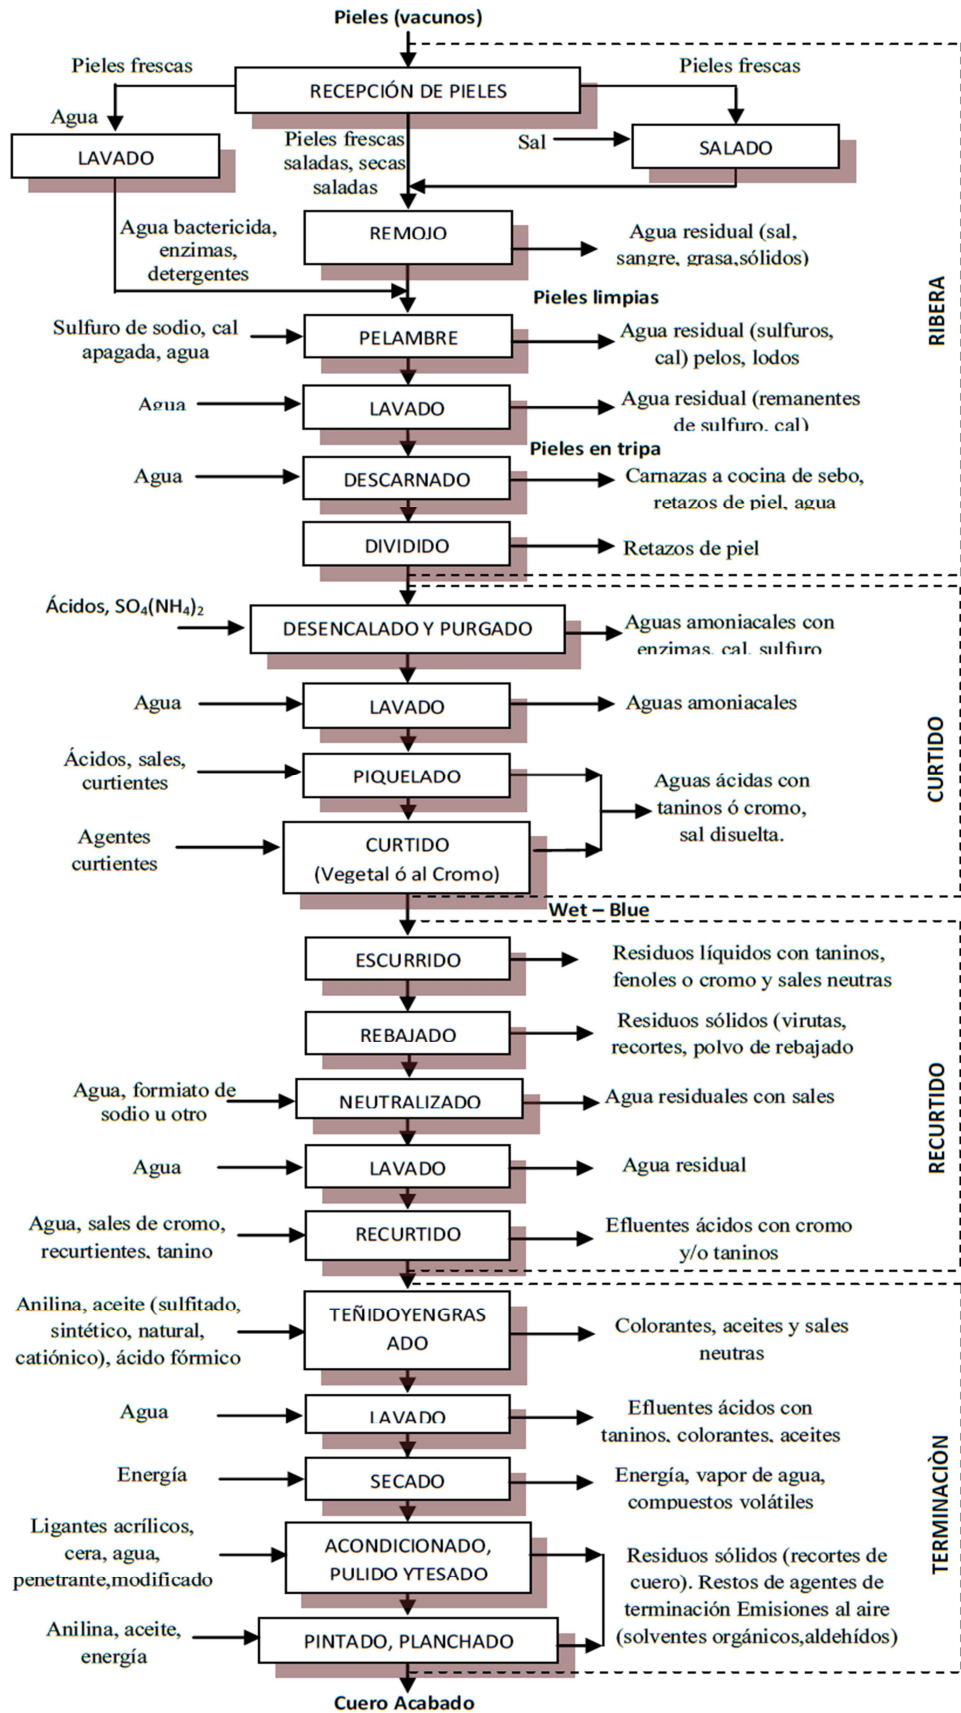 Pieles (vacunos)
Pieles frescas
Pieles frescas
RECEPCIÓN DE PIELES
Agua
LAVADO
Pieles frescas
saladas, secas
saladas
Sal
SALADO
Agua bactericida,
enzimas,
detergentes
REMOJO
Agua residual (sal,
sangre, grasa,sólidos)
Pieles limpias
RIBERA
Sulfuro de sodio, cal
apagada, agua
PELAMBRE
Agua residual (sulfuros,
cal) pelos, lodos
Agua
LAVADO
Agua residual (remanentes
de sulfuro, cal)
Pieles en tripa
Agua
DESCARNADO
Carnazas a cocina de sebo,
retazos de piel, agua
DIVIDIDO
Retazos de piel
Ácidos, SO₄(NH₄)₂
DESENCALADO Y PURGADO
Aguas amoniacales con
enzimas, cal, sulfuro
Agua
LAVADO
Aguas amoniacales
CURTIDO
Ácidos, sales,
curtientes
PIQUELADO
Aguas ácidas con
taninos ó cromo,
sal disuelta.
Agentes
curtientes
CURTIDO
(Vegetal ó al Cromo)
Wet – Blue
ESCURRIDO
Residuos líquidos con taninos,
fenoles o cromo y sales neutras
REBAJADO
Residuos sólidos (virutas,
recortes, polvo de rebajado
RECURTIDO
Agua, formiato de
sodio u otro
NEUTRALIZADO
Agua residuales con sales
Agua
LAVADO
Agua residual
Agua, sales de cromo,
recurtientes, tanino
RECURTIDO
Efluentes ácidos con cromo
y/o taninos
Anilina, aceite (sulfitado,
sintético, natural,
catiónico), ácido fórmico
TEÑIDOYENGRAS
ADO
Colorantes, aceites y sales
neutras
Agua
LAVADO
Efluentes ácidos con
taninos, colorantes, aceites
TERMINACIÒN
Energía
SECADO
Energía, vapor de agua,
compuestos volátiles
Ligantes acrílicos,
cera, agua,
penetrante,modificado
ACONDICIONADO,
PULIDO YTESADO
Residuos sólidos (recortes de
cuero). Restos de agentes de
terminación Emisiones al aire
(solventes orgánicos,aldehídos)
Anilina, aceite,
energía
PINTADO, PLANCHADO
Cuero Acabado